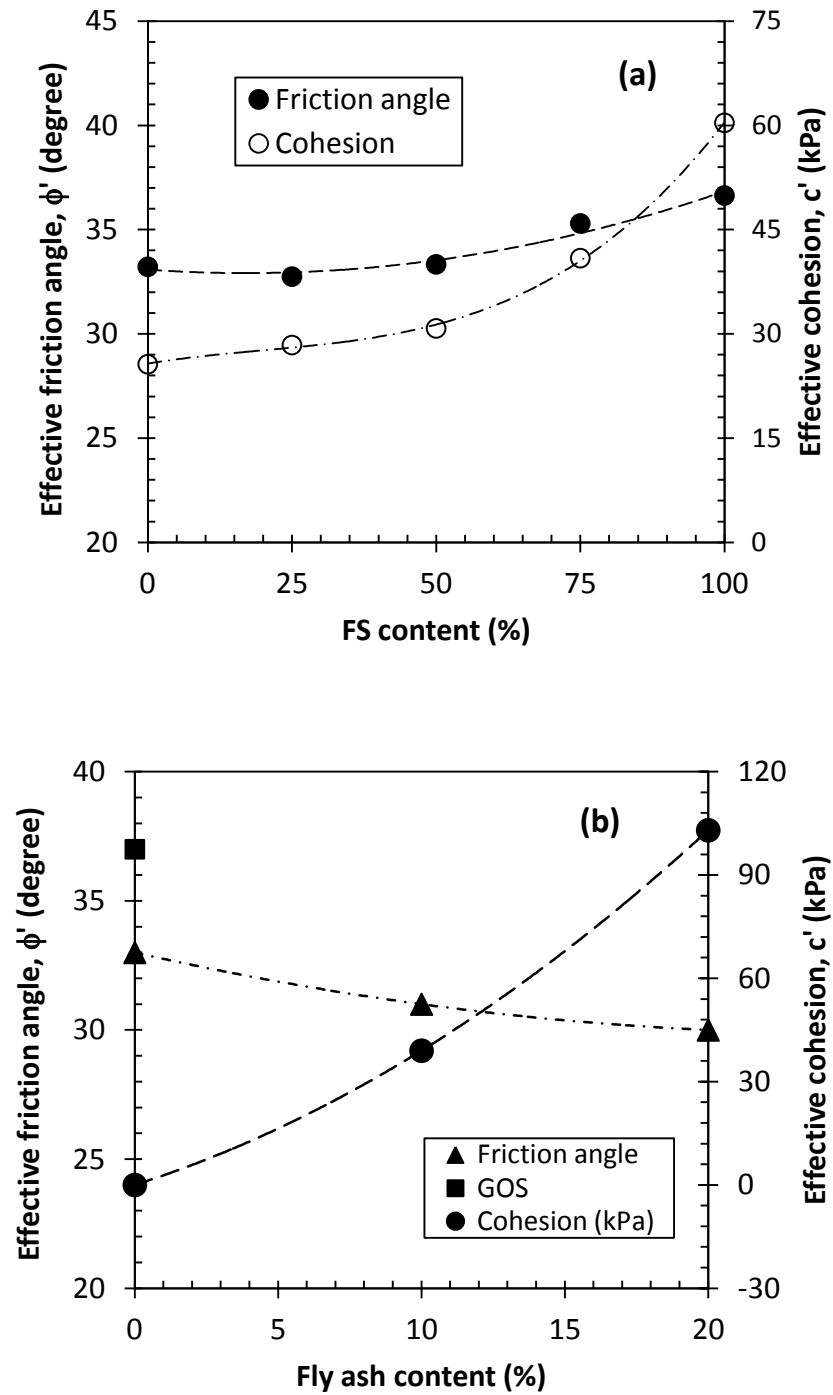 45
40
35
30
25
20
Effective friction angle, ϕ' (degree)
(a)
Friction angle
Cohesion
75
60
45
30
15
0
Effective cohesion, c' (kPa)
0 25 50 75 100
FS content (%)
40
35
30
25
20
Effective friction angle, ϕ' (degree)
(b)
Friction angle
GOS
Cohesion (kPa)
120
90
60
30
0
-30
Effective cohesion, c' (kPa)
0 5 10 15 20
Fly ash content (%)